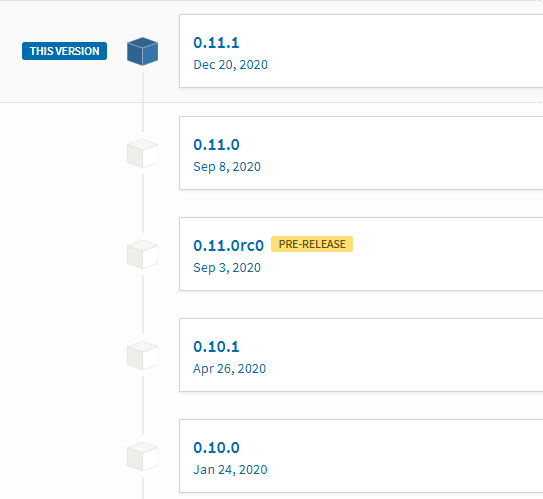 THIS VERSION
0.11.1
Dec 20, 2020
0.11.0
Sep 8, 2020
0.11.0rc0 PRE-RELEASE
Sep 3, 2020
0.10.1
Apr 26, 2020
0.10.0
Jan 24, 2020